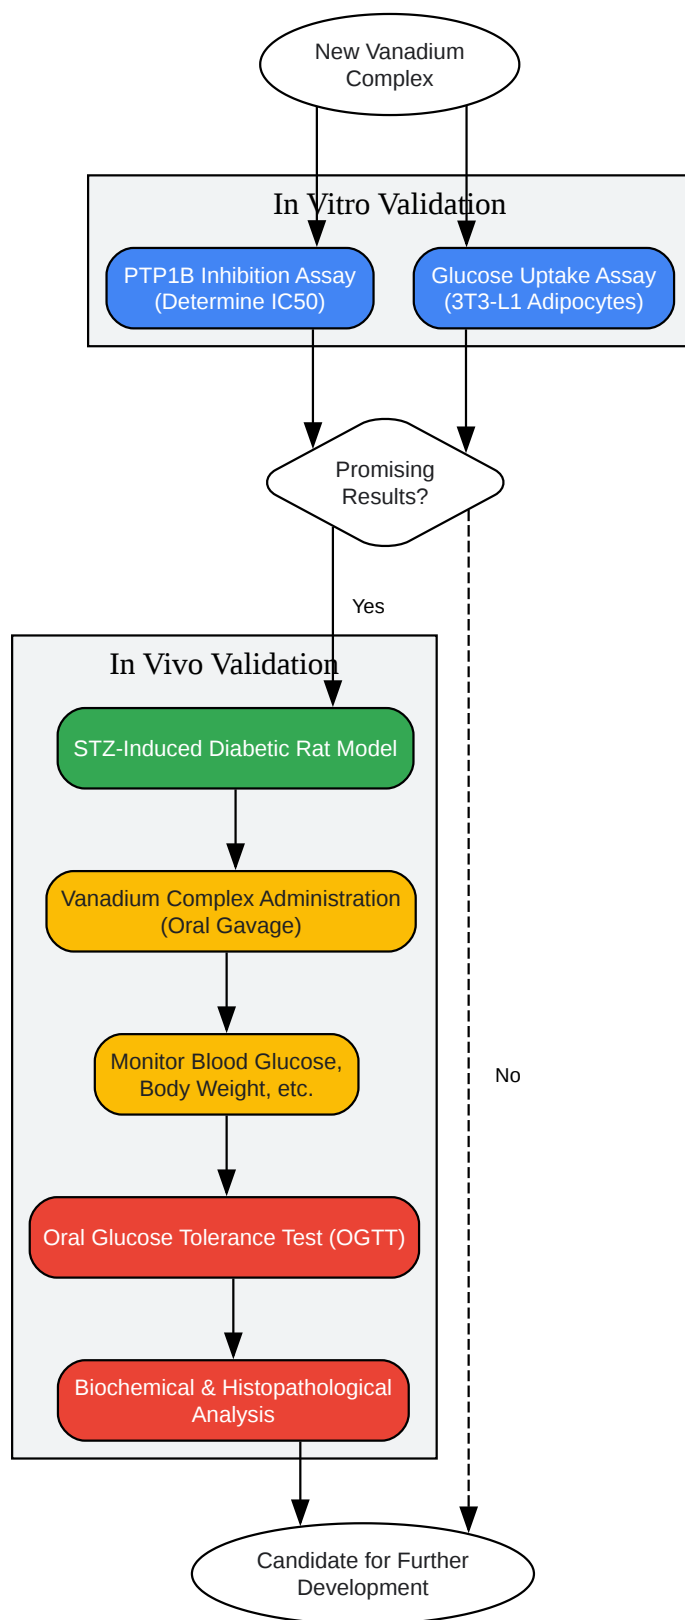 New Vanadium
Complex
In Vitro Validation
PTP1B Inhibition Assay
(Determine IC50)
Glucose Uptake Assay
(3T3-L1 Adipocytes)
Promising
Results?
Yes
In Vivo Validation
STZ-Induced Diabetic Rat Model
Vanadium Complex Administration
(Oral Gavage)
Monitor Blood Glucose,
Body Weight, etc.
No
Oral Glucose Tolerance Test (OGTT)
Biochemical & Histopathological
Analysis
Candidate for Further
Development